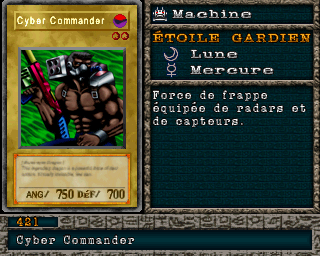 Cyber Commander
ANG/ 750 DÉF/ 700
Machine
ÉTOILE GARDIEN
Lune
Mercure
Force de frappe
équipée de radars et
de capteurs.
421
Cyber Commander